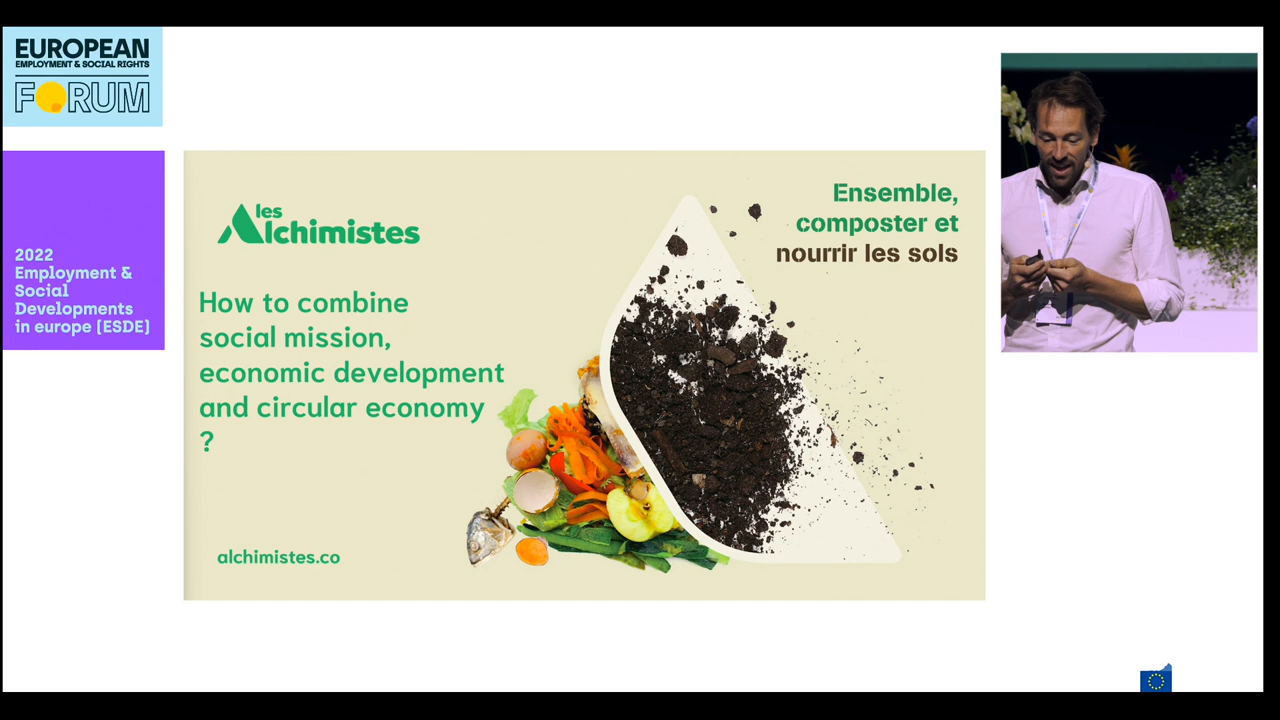 EUROPEAN
EMPLOYMENT & SOCIAL RIGHTS
FORUM
2022
Employment &
Social
Developments
in europe [ESDE]
les
Alchimistes
How to combine
social mission,
economic development
and circular economy
?
alchimistes.co
Ensemble,
composter et
nourrir les sols